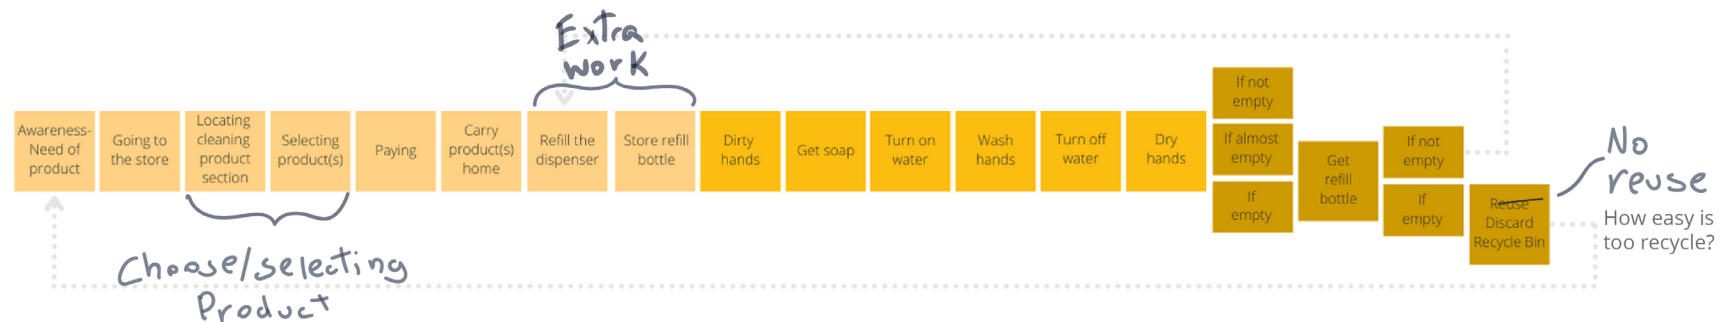 Extra
work
Awareness-
Need of
product
Going to
the store
Locating
cleaning
product
section
Selecting
product(s)
Paying
Carry
product(s)
home
Refill the
dispenser
Store refill
bottle
Dirty
hands
Get soap
Turn on
water
Wash
hands
Turn off
water
Dry
hands
If not
empty
If almost
empty
If
empty
Get
refill
bottle
If not
empty
If
empty
Reuse
Discard
Recycle Bin
No
reuse
How easy is
too recycle?
Choose/selecting
Product